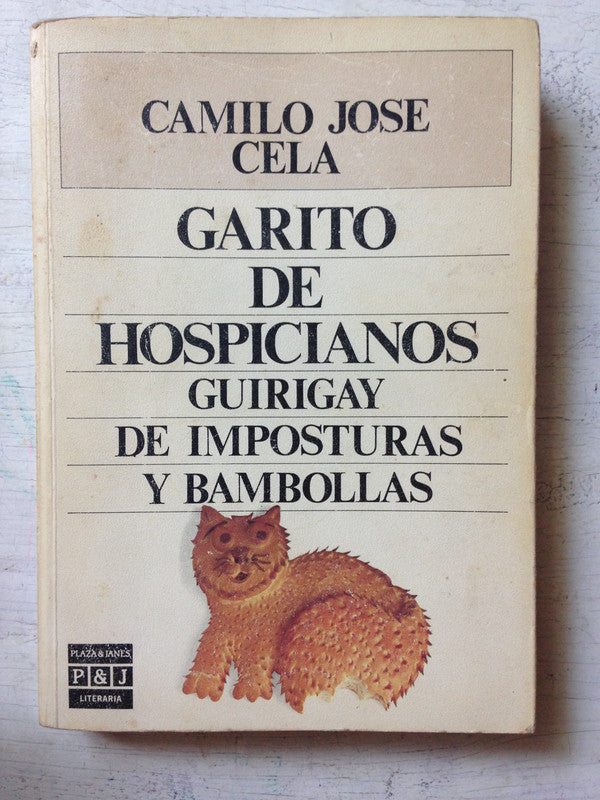 CAMILO JOSE
CELA
GARITO
DE
HOSPICIANOS
GUIRIGAY
DE IMPOSTURAS
Y BAMBOLLAS
PLAZA & JANES,
P & J
LITERARIA